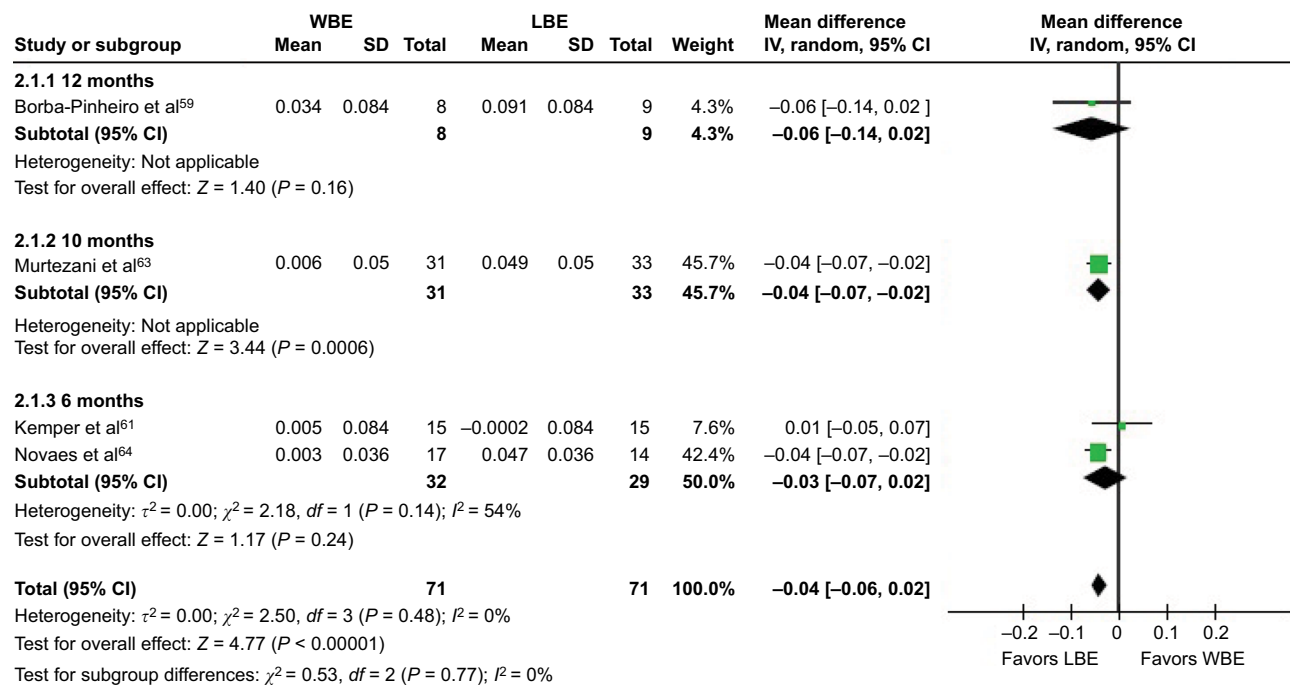 WBE LBE Mean difference Mean difference
Study or subgroup Mean SD Total Mean SD Total Weight IV, random, 95% CI IV, random, 95% CI
2.1.1 12 months
Borba-Pinheiro et al⁵⁹ 0.034 0.084 8 0.091 0.084 9 4.3% –0.06 [–0.14, 0.02 ]
Subtotal (95% CI) 8 9 4.3% –0.06 [–0.14, 0.02]
Heterogeneity: Not applicable
Test for overall effect: Z = 1.40 (P = 0.16)
2.1.2 10 months
Murtezani et al⁶³ 0.006 0.05 31 0.049 0.05 33 45.7% –0.04 [–0.07, –0.02]
Subtotal (95% CI) 31 33 45.7% –0.04 [–0.07, –0.02]
Heterogeneity: Not applicable
Test for overall effect: Z = 3.44 (P = 0.0006)
2.1.3 6 months
Kemper et al⁶¹ 0.005 0.084 15 –0.0002 0.084 15 7.6% 0.01 [–0.05, 0.07]
Novaes et al⁶⁴ 0.003 0.036 17 0.047 0.036 14 42.4% –0.04 [–0.07, –0.02]
Subtotal (95% CI) 32 29 50.0% –0.03 [–0.07, 0.02]
Heterogeneity: τ² = 0.00; χ² = 2.18, df = 1 (P = 0.14); I² = 54%
Test for overall effect: Z = 1.17 (P = 0.24)
Total (95% CI) 71 71 100.0% –0.04 [–0.06, 0.02]
Heterogeneity: τ² = 0.00; χ² = 2.50, df = 3 (P = 0.48); I² = 0%
Test for overall effect: Z = 4.77 (P < 0.00001)
Test for subgroup differences: χ² = 0.53, df = 2 (P = 0.77); I² = 0%
–0.2 –0.1 0 0.1 0.2
Favors LBE Favors WBE